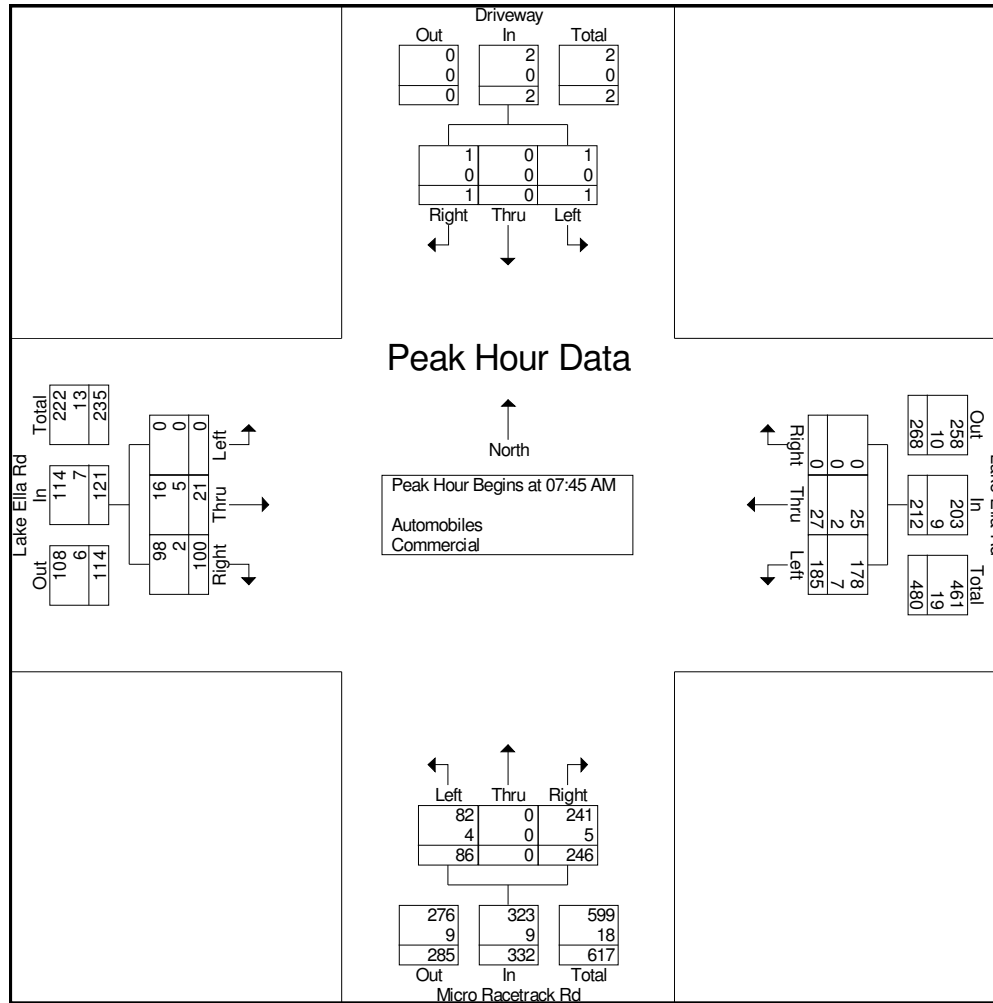 Driveway
Out In Total
0 2 2
0 0 0
0 2 2
1 0 1
0 0 0
1 0 1
Right Thru Left
Peak Hour Data
North
Peak Hour Begins at 07:45 AM
Automobiles
Commercial
Lake Ella Rd
Out In Total
108 114 222
6 7 13
114 121 235
Right Thru Left
98 16 0
2 5 0
100 21 0
Out In Total
258 203 461
10 9 19
268 212 480
Right Thru Left
0 25 178
0 2 7
0 27 185
Left Thru Right
82 0 241
4 0 5
86 0 246
276 323 599
9 9 18
285 332 617
Out In Total
Micro Racetrack Rd